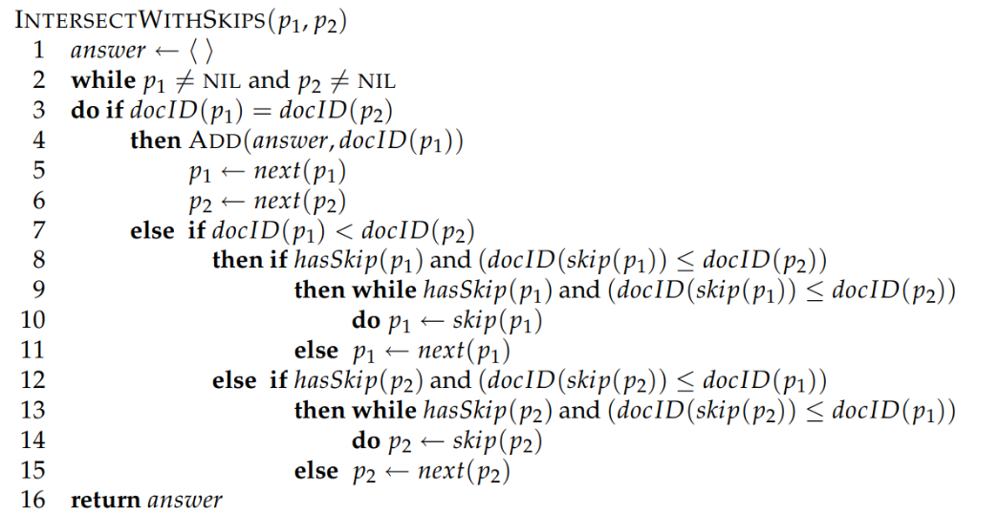 INTERSECTWITHSKIPS(p₁, p₂)
1 answer ← ⟨ ⟩
2 while p₁ ≠ NIL and p₂ ≠ NIL
3 do if docID(p₁) = docID(p₂)
4 then ADD(answer, docID(p₁))
5 p₁ ← next(p₁)
6 p₂ ← next(p₂)
7 else if docID(p₁) < docID(p₂)
8 then if hasSkip(p₁) and (docID(skip(p₁)) ≤ docID(p₂))
9 then while hasSkip(p₁) and (docID(skip(p₁)) ≤ docID(p₂))
10 do p₁ ← skip(p₁)
11 else p₁ ← next(p₁)
12 else if hasSkip(p₂) and (docID(skip(p₂)) ≤ docID(p₁))
13 then while hasSkip(p₂) and (docID(skip(p₂)) ≤ docID(p₁))
14 do p₂ ← skip(p₂)
15 else p₂ ← next(p₂)
16 return answer